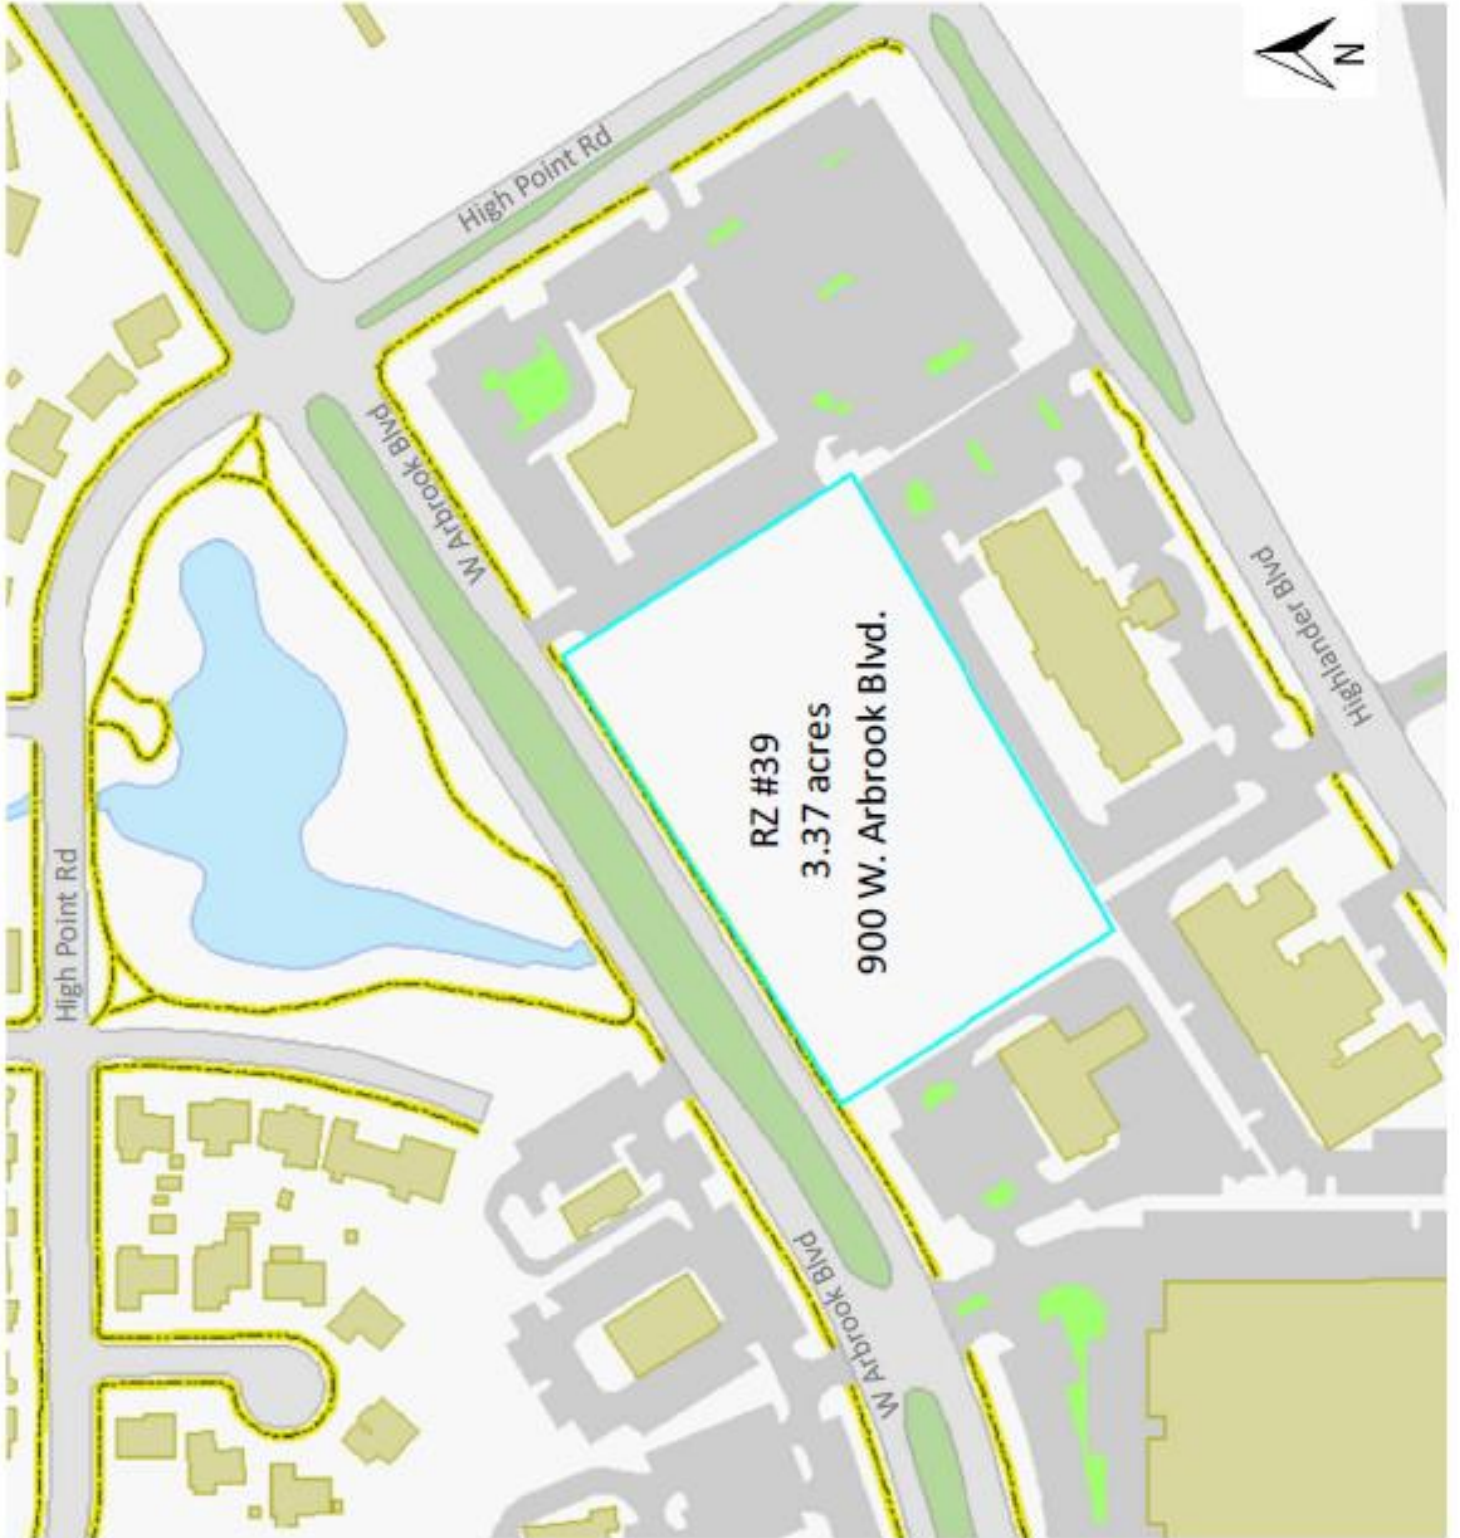 N
High Point Rd
W Arbrook Blvd
Highlander Blvd
RZ #39
3.37 acres
900 W. Arbrook Blvd.
High Point Rd
W Arbrook Blvd